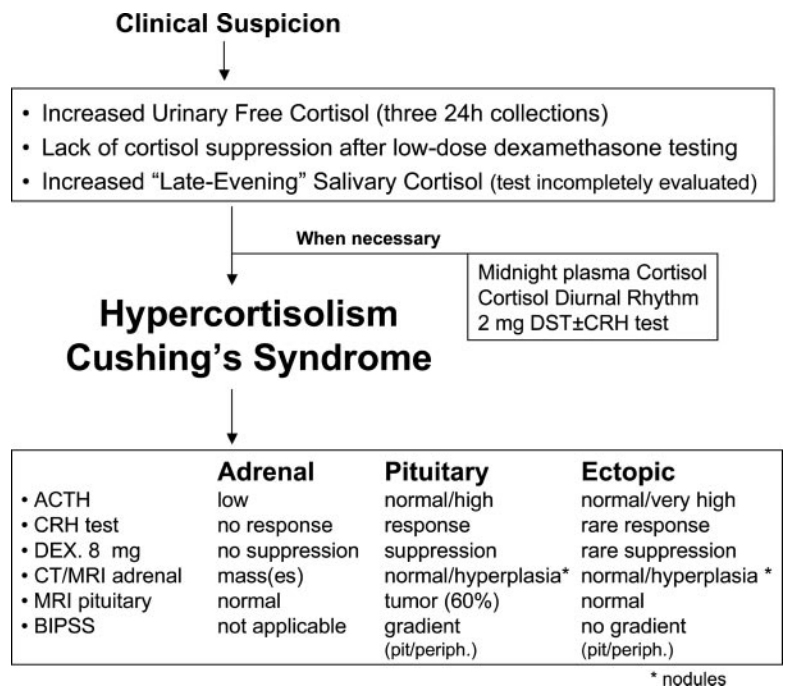 Clinical Suspicion
• Increased Urinary Free Cortisol (three 24h collections)
• Lack of cortisol suppression after low-dose dexamethasone testing
• Increased “Late-Evening” Salivary Cortisol (test incompletely evaluated)
When necessary
Midnight plasma Cortisol
Cortisol Diurnal Rhythm
2 mg DST±CRH test
Hypercortisolism
Cushing’s Syndrome
Adrenal Pituitary Ectopic
• ACTH low normal/high normal/very high
• CRH test no response response rare response
• DEX. 8 mg no suppression suppression rare suppression
• CT/MRI adrenal mass(es) normal/hyperplasia* normal/hyperplasia *
• MRI pituitary normal tumor (60%) normal
• BIPSS not applicable gradient no gradient
(pit/periph.) (pit/periph.)
* nodules